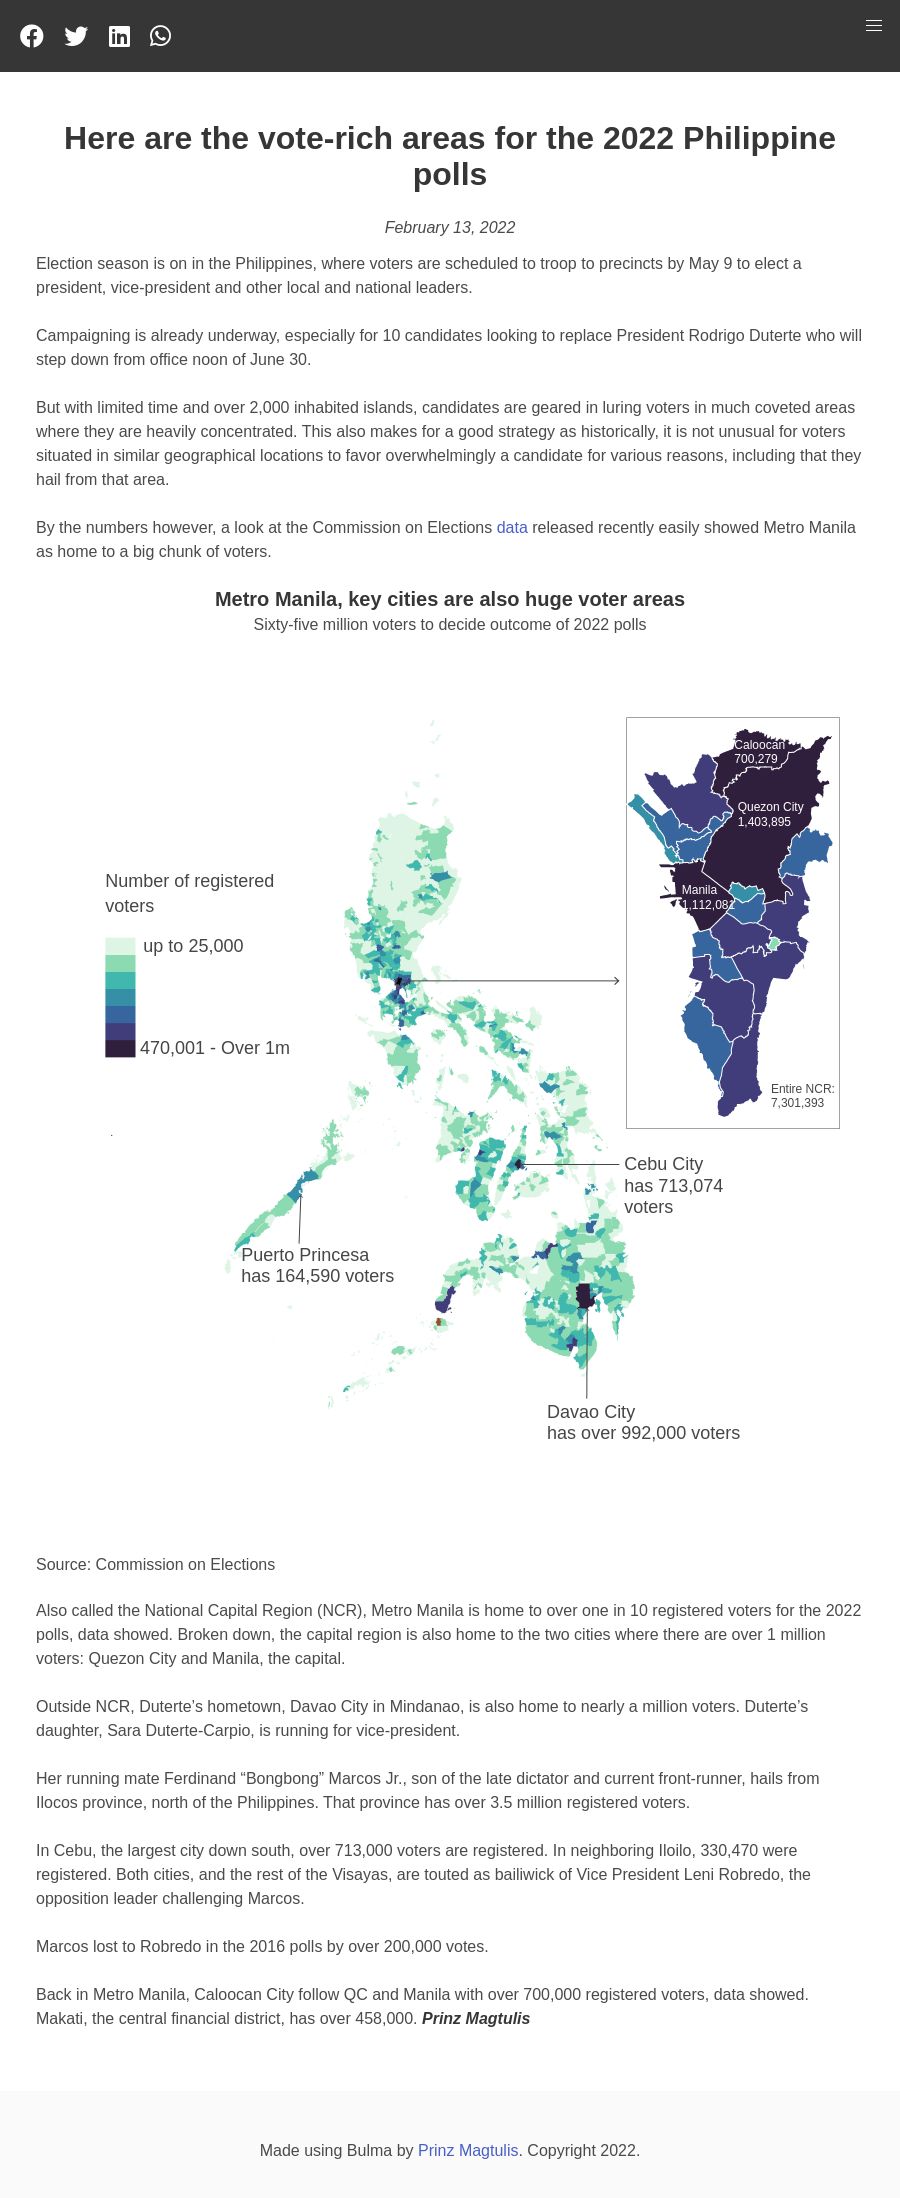 Here are the vote-rich areas for the 2022 Philippine
polls
February 13, 2022
Election season is on in the Philippines, where voters are scheduled to troop to precincts by May 9 to elect a
president, vice-president and other local and national leaders.
Campaigning is already underway, especially for 10 candidates looking to replace President Rodrigo Duterte who will
step down from office noon of June 30.
But with limited time and over 2,000 inhabited islands, candidates are geared in luring voters in much coveted areas
where they are heavily concentrated. This also makes for a good strategy as historically, it is not unusual for voters
situated in similar geographical locations to favor overwhelmingly a candidate for various reasons, including that they
hail from that area.
By the numbers however, a look at the Commission on Elections data released recently easily showed Metro Manila
as home to a big chunk of voters.
Metro Manila, key cities are also huge voter areas
Sixty-five million voters to decide outcome of 2022 polls
Caloocan
700,279
Quezon City
1,403,895
Manila
1,112,081
Entire NCR:
7,301,393
Number of registered
voters
up to 25,000
470,001 - Over 1m
Cebu City
has 713,074
voters
Puerto Princesa
has 164,590 voters
Davao City
has over 992,000 voters
Source: Commission on Elections
Also called the National Capital Region (NCR), Metro Manila is home to over one in 10 registered voters for the 2022
polls, data showed. Broken down, the capital region is also home to the two cities where there are over 1 million
voters: Quezon City and Manila, the capital.
Outside NCR, Duterte’s hometown, Davao City in Mindanao, is also home to nearly a million voters. Duterte’s
daughter, Sara Duterte-Carpio, is running for vice-president.
Her running mate Ferdinand “Bongbong” Marcos Jr., son of the late dictator and current front-runner, hails from
Ilocos province, north of the Philippines. That province has over 3.5 million registered voters.
In Cebu, the largest city down south, over 713,000 voters are registered. In neighboring Iloilo, 330,470 were
registered. Both cities, and the rest of the Visayas, are touted as bailiwick of Vice President Leni Robredo, the
opposition leader challenging Marcos.
Marcos lost to Robredo in the 2016 polls by over 200,000 votes.
Back in Metro Manila, Caloocan City follow QC and Manila with over 700,000 registered voters, data showed.
Makati, the central financial district, has over 458,000. Prinz Magtulis
Made using Bulma by Prinz Magtulis. Copyright 2022.